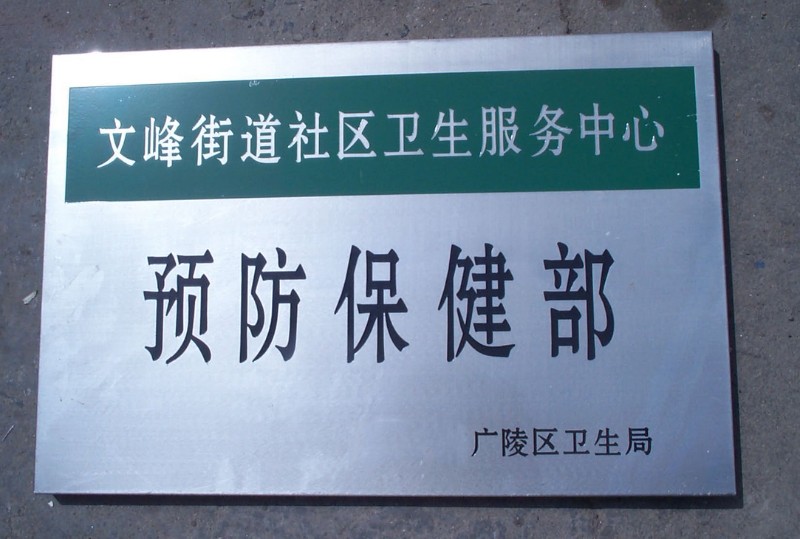 文峰街道社区卫生服务中心
预防保健部
广陵区卫生局